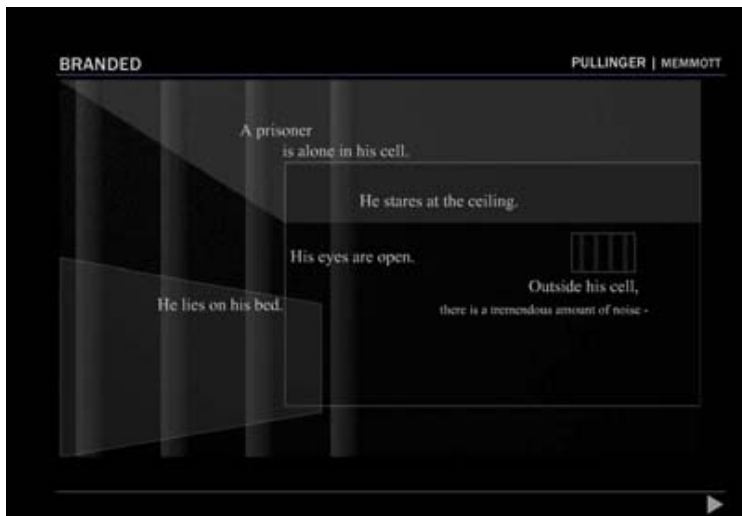 BRANDED
PULLINGER | MEMMOTT
A prisoner
is alone in his cell.
He stares at the ceiling.
His eyes are open.
Outside his cell,
He lies on his bed.
there is a tremendous amount of noise -